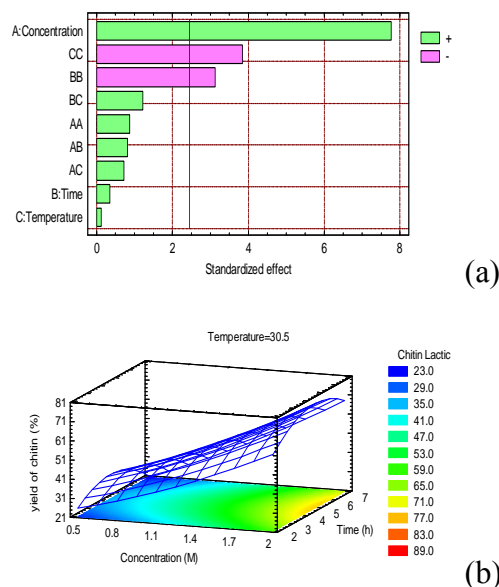 A:Concentration
CC
BB
BC
AA
AB
AC
B:Time
C:Temperature
+
-
0 2 4 6 8
Standardized effect
(a)
Temperature=30.5
Chitin Lactic
23.0
29.0
35.0
41.0
47.0
53.0
59.0
65.0
71.0
77.0
83.0
89.0
yield of chitin (%)
81
71
61
51
41
31
21
0.5 0.8 1.1 1.4 1.7 2
Concentration (M)
2 3 4 5 6 7
Time (h)
(b)